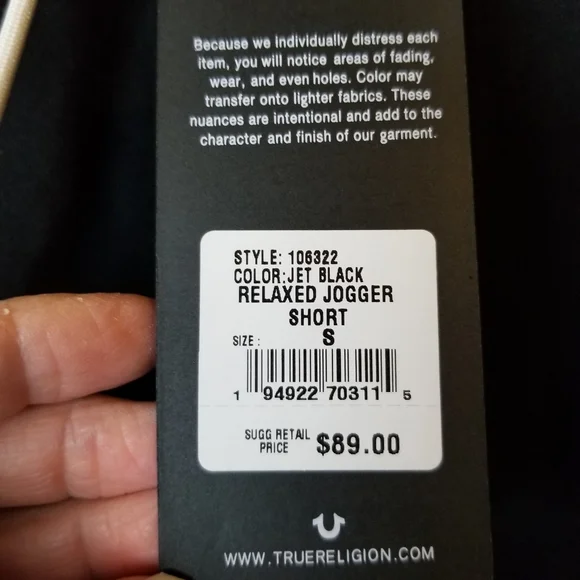 Because we individually distress each
item, you will notice areas of fading,
wear, and even holes. Color may
transfer onto lighter fabrics. These
nuances are intentional and add to the
character and finish of our garment.
STYLE: 106322
COLOR:JET BLACK
RELAXED JOGGER
SHORT
SIZE : S
1 94922 70311 5
SUGG RETAIL
PRICE $89.00
WWW.TRUERELIGION.COM